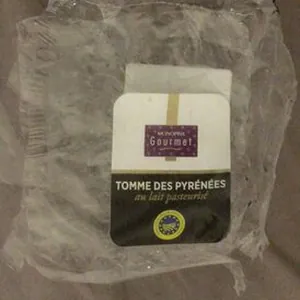 MONOPRIX
Gourmet
TOMME DES PYRÉNÉES
au lait pasteurisé